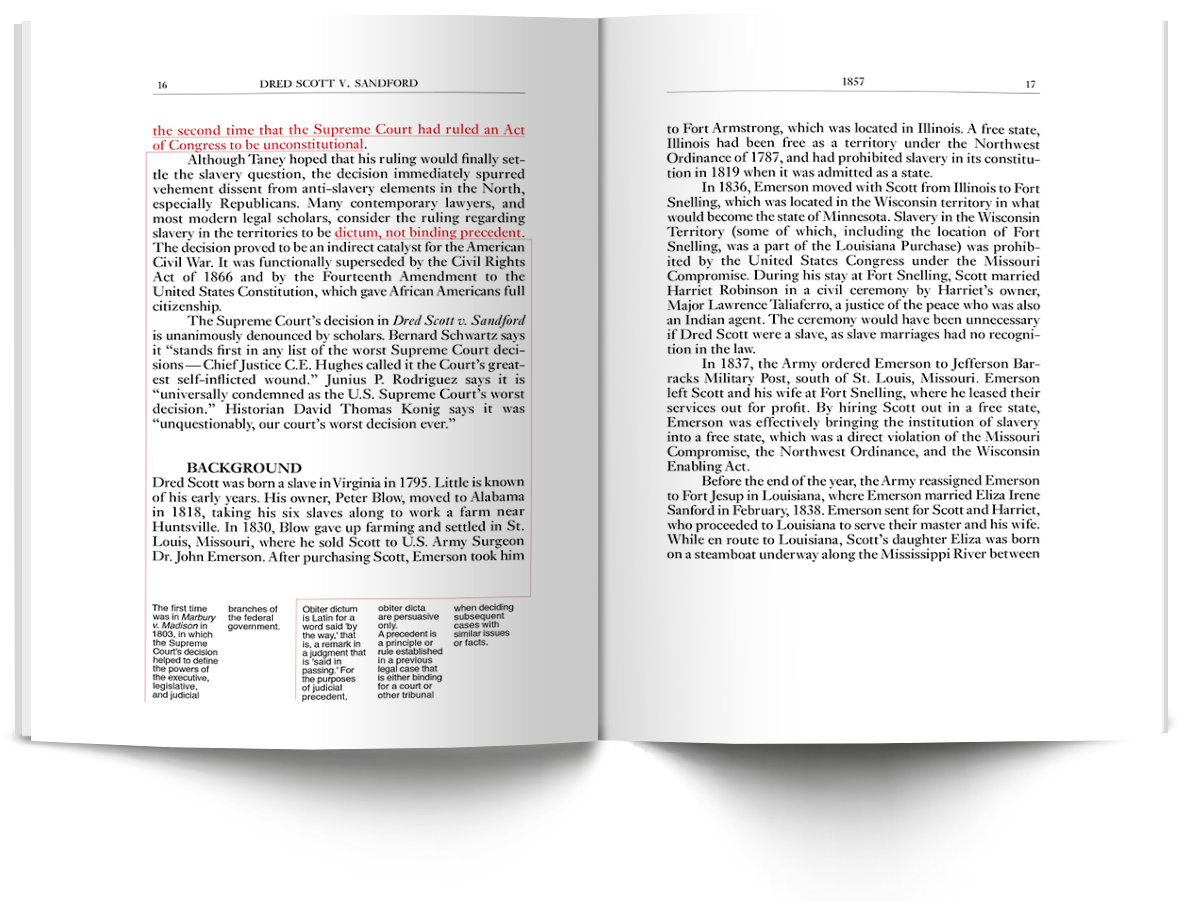 16
DRED SCOTT V. SANDFORD
the second time that the Supreme Court had ruled an Act
of Congress to be unconstitutional.
Although Taney hoped that his ruling would finally set-
tle the slavery question, the decision immediately spurred
vehement dissent from anti-slavery elements in the North,
especially Republicans. Many contemporary lawyers, and
most modern legal scholars, consider the ruling regarding
slavery in the territories to be dictum, not binding precedent.
The decision proved to be an indirect catalyst for the American
Civil War. It was functionally superseded by the Civil Rights
Act of 1866 and by the Fourteenth Amendment to the
United States Constitution, which gave African Americans full
citizenship.
The Supreme Court's decision in Dred Scott v. Sandford
is unanimously denounced by scholars. Bernard Schwartz says
it “stands first in any list of the worst Supreme Court deci-
sions — Chief Justice C.E. Hughes called it the Court's great-
est self-inflicted wound.” Junius P. Rodriguez says it is
“universally condemned as the U.S. Supreme Court's worst
decision.” Historian David Thomas Konig says it was
“unquestionably, our court's worst decision ever.”
BACKGROUND
Dred Scott was born a slave in Virginia in 1795. Little is known
of his early years. His owner, Peter Blow, moved to Alabama
in 1818, taking his six slaves along to work a farm near
Huntsville. In 1830, Blow gave up farming and settled in St.
Louis, Missouri, where he sold Scott to U.S. Army Surgeon
Dr. John Emerson. After purchasing Scott, Emerson took him
The first time
was in Marbury
v. Madison in
1803, in which
the Supreme
Court's decision
helped to define
the powers of
the executive,
legislative,
and judicial
branches of
the federal
government.
Obiter dictum
is Latin for a
word said 'by
the way,' that
is, a remark in
a judgment that
is 'said in
passing.' For
the purposes
of judicial
precedent,
obiter dicta
are persuasive
only.
A precedent is
a principle or
rule established
in a previous
legal case that
is either binding
for a court or
other tribunal
when deciding
subsequent
cases with
similar issues
or facts.
1857
17
to Fort Armstrong, which was located in Illinois. A free state,
Illinois had been free as a territory under the Northwest
Ordinance of 1787, and had prohibited slavery in its constitu-
tion in 1819 when it was admitted as a state.
In 1836, Emerson moved with Scott from Illinois to Fort
Snelling, which was located in the Wisconsin territory in what
would become the state of Minnesota. Slavery in the Wisconsin
Territory (some of which, including the location of Fort
Snelling, was a part of the Louisiana Purchase) was prohib-
ited by the United States Congress under the Missouri
Compromise. During his stay at Fort Snelling, Scott married
Harriet Robinson in a civil ceremony by Harriet's owner,
Major Lawrence Taliaferro, a justice of the peace who was also
an Indian agent. The ceremony would have been unnecessary
if Dred Scott were a slave, as slave marriages had no recogni-
tion in the law.
In 1837, the Army ordered Emerson to Jefferson Bar-
racks Military Post, south of St. Louis, Missouri. Emerson
left Scott and his wife at Fort Snelling, where he leased their
services out for profit. By hiring Scott out in a free state,
Emerson was effectively bringing the institution of slavery
into a free state, which was a direct violation of the Missouri
Compromise, the Northwest Ordinance, and the Wisconsin
Enabling Act.
Before the end of the year, the Army reassigned Emerson
to Fort Jesup in Louisiana, where Emerson married Eliza Irene
Sanford in February, 1838. Emerson sent for Scott and Harriet,
who proceeded to Louisiana to serve their master and his wife.
While en route to Louisiana, Scott's daughter Eliza was born
on a steamboat underway along the Mississippi River between